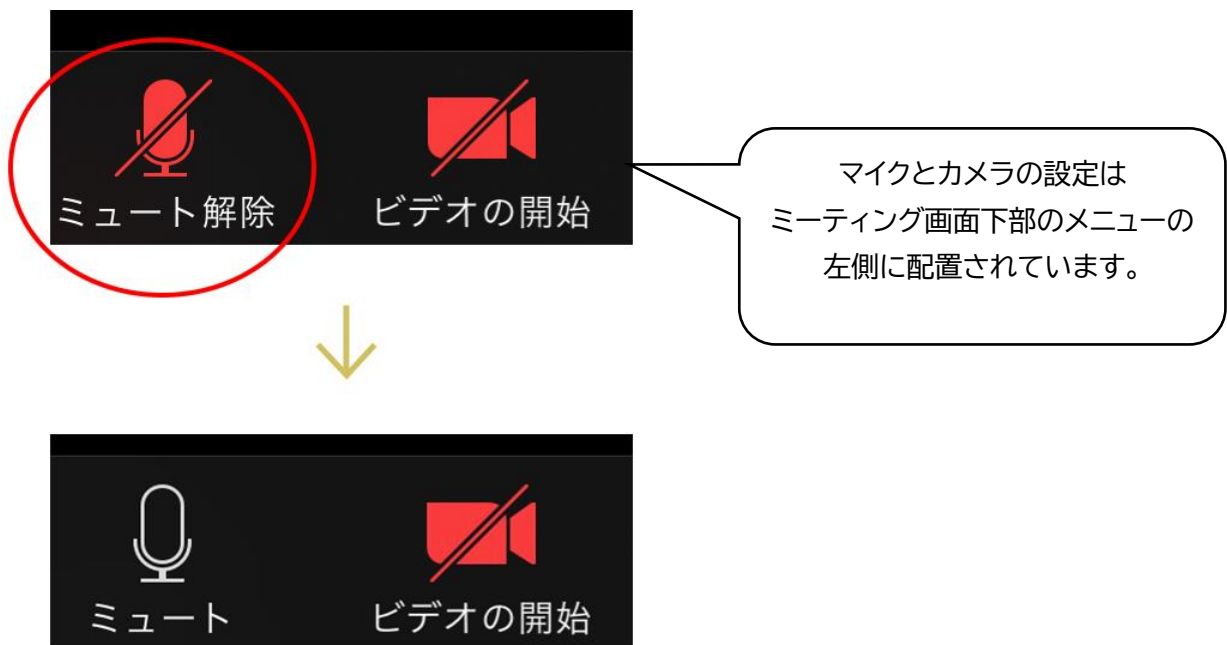 ミュート解除
ビデオの開始
マイクとカメラの設定は
ミーティング画面下部のメニューの
左側に配置されています。
ミュート
ビデオの開始